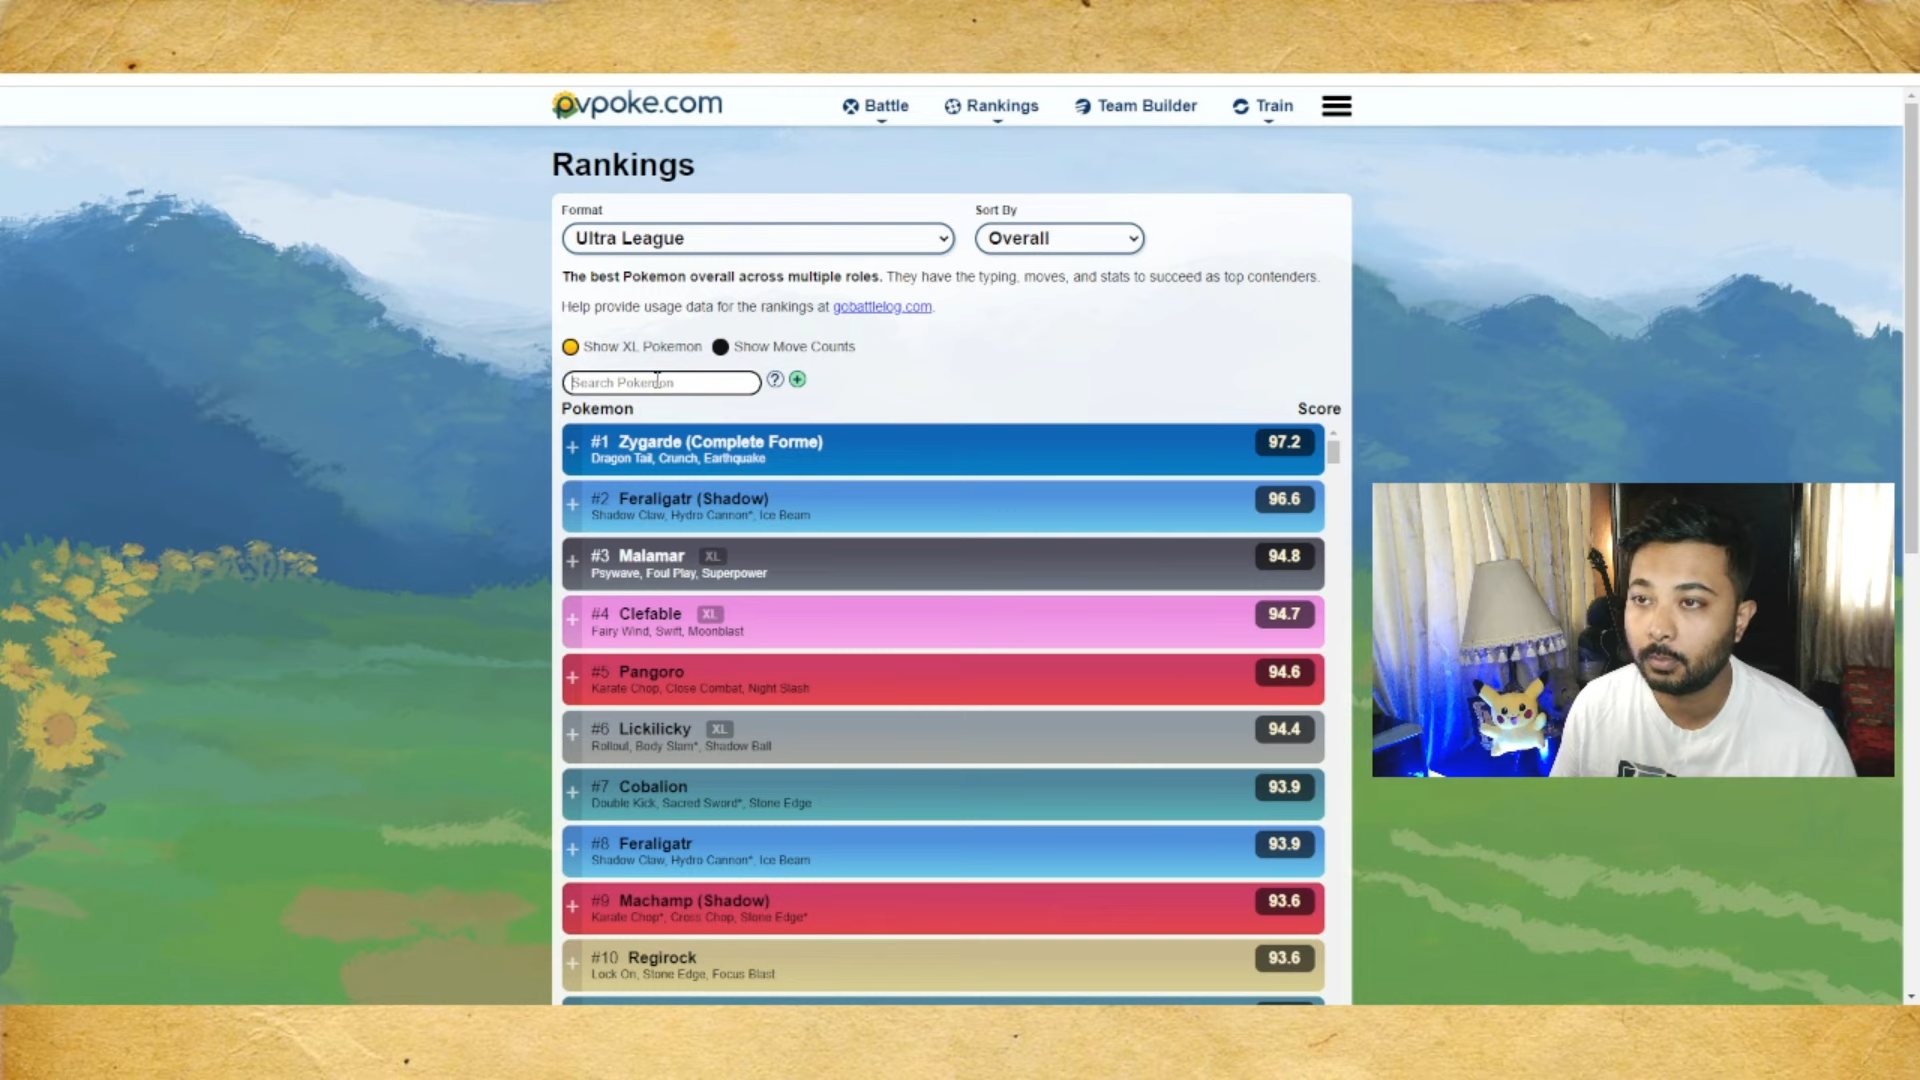 pvpoke.com
Battle
Rankings
Team Builder
Train
Rankings
Format
Sort By
Ultra League
Overall
The best Pokemon overall across multiple roles. They have the typing, moves, and stats to succeed as top contenders.
Help provide usage data for the rankings at gobattlelog.com.
Show XL Pokemon
Show Move Counts
Search Pokemon
Pokemon
Score
#1 Zygarde (Complete Forme)
97.2
Dragon Tail, Crunch, Earthquake
#2 Feraligatr (Shadow)
96.6
Shadow Claw, Hydro Cannon*, Ice Beam
#3 Malamar XL
94.8
Psywave, Foul Play, Superpower
#4 Clefable XL
94.7
Fairy Wind, Swift, Moonblast
#5 Pangoro
94.6
Karate Chop, Close Combat, Night Slash
#6 Lickilicky XL
94.4
Rollout, Body Slam*, Shadow Ball
#7 Cobalion
93.9
Double Kick, Sacred Sword*, Stone Edge
#8 Feraligatr
93.9
Shadow Claw, Hydro Cannon*, Ice Beam
#9 Machamp (Shadow)
93.6
Karate Chop*, Cross Chop, Stone Edge*
#10 Regirock
93.6
Lock On, Stone Edge, Focus Blast